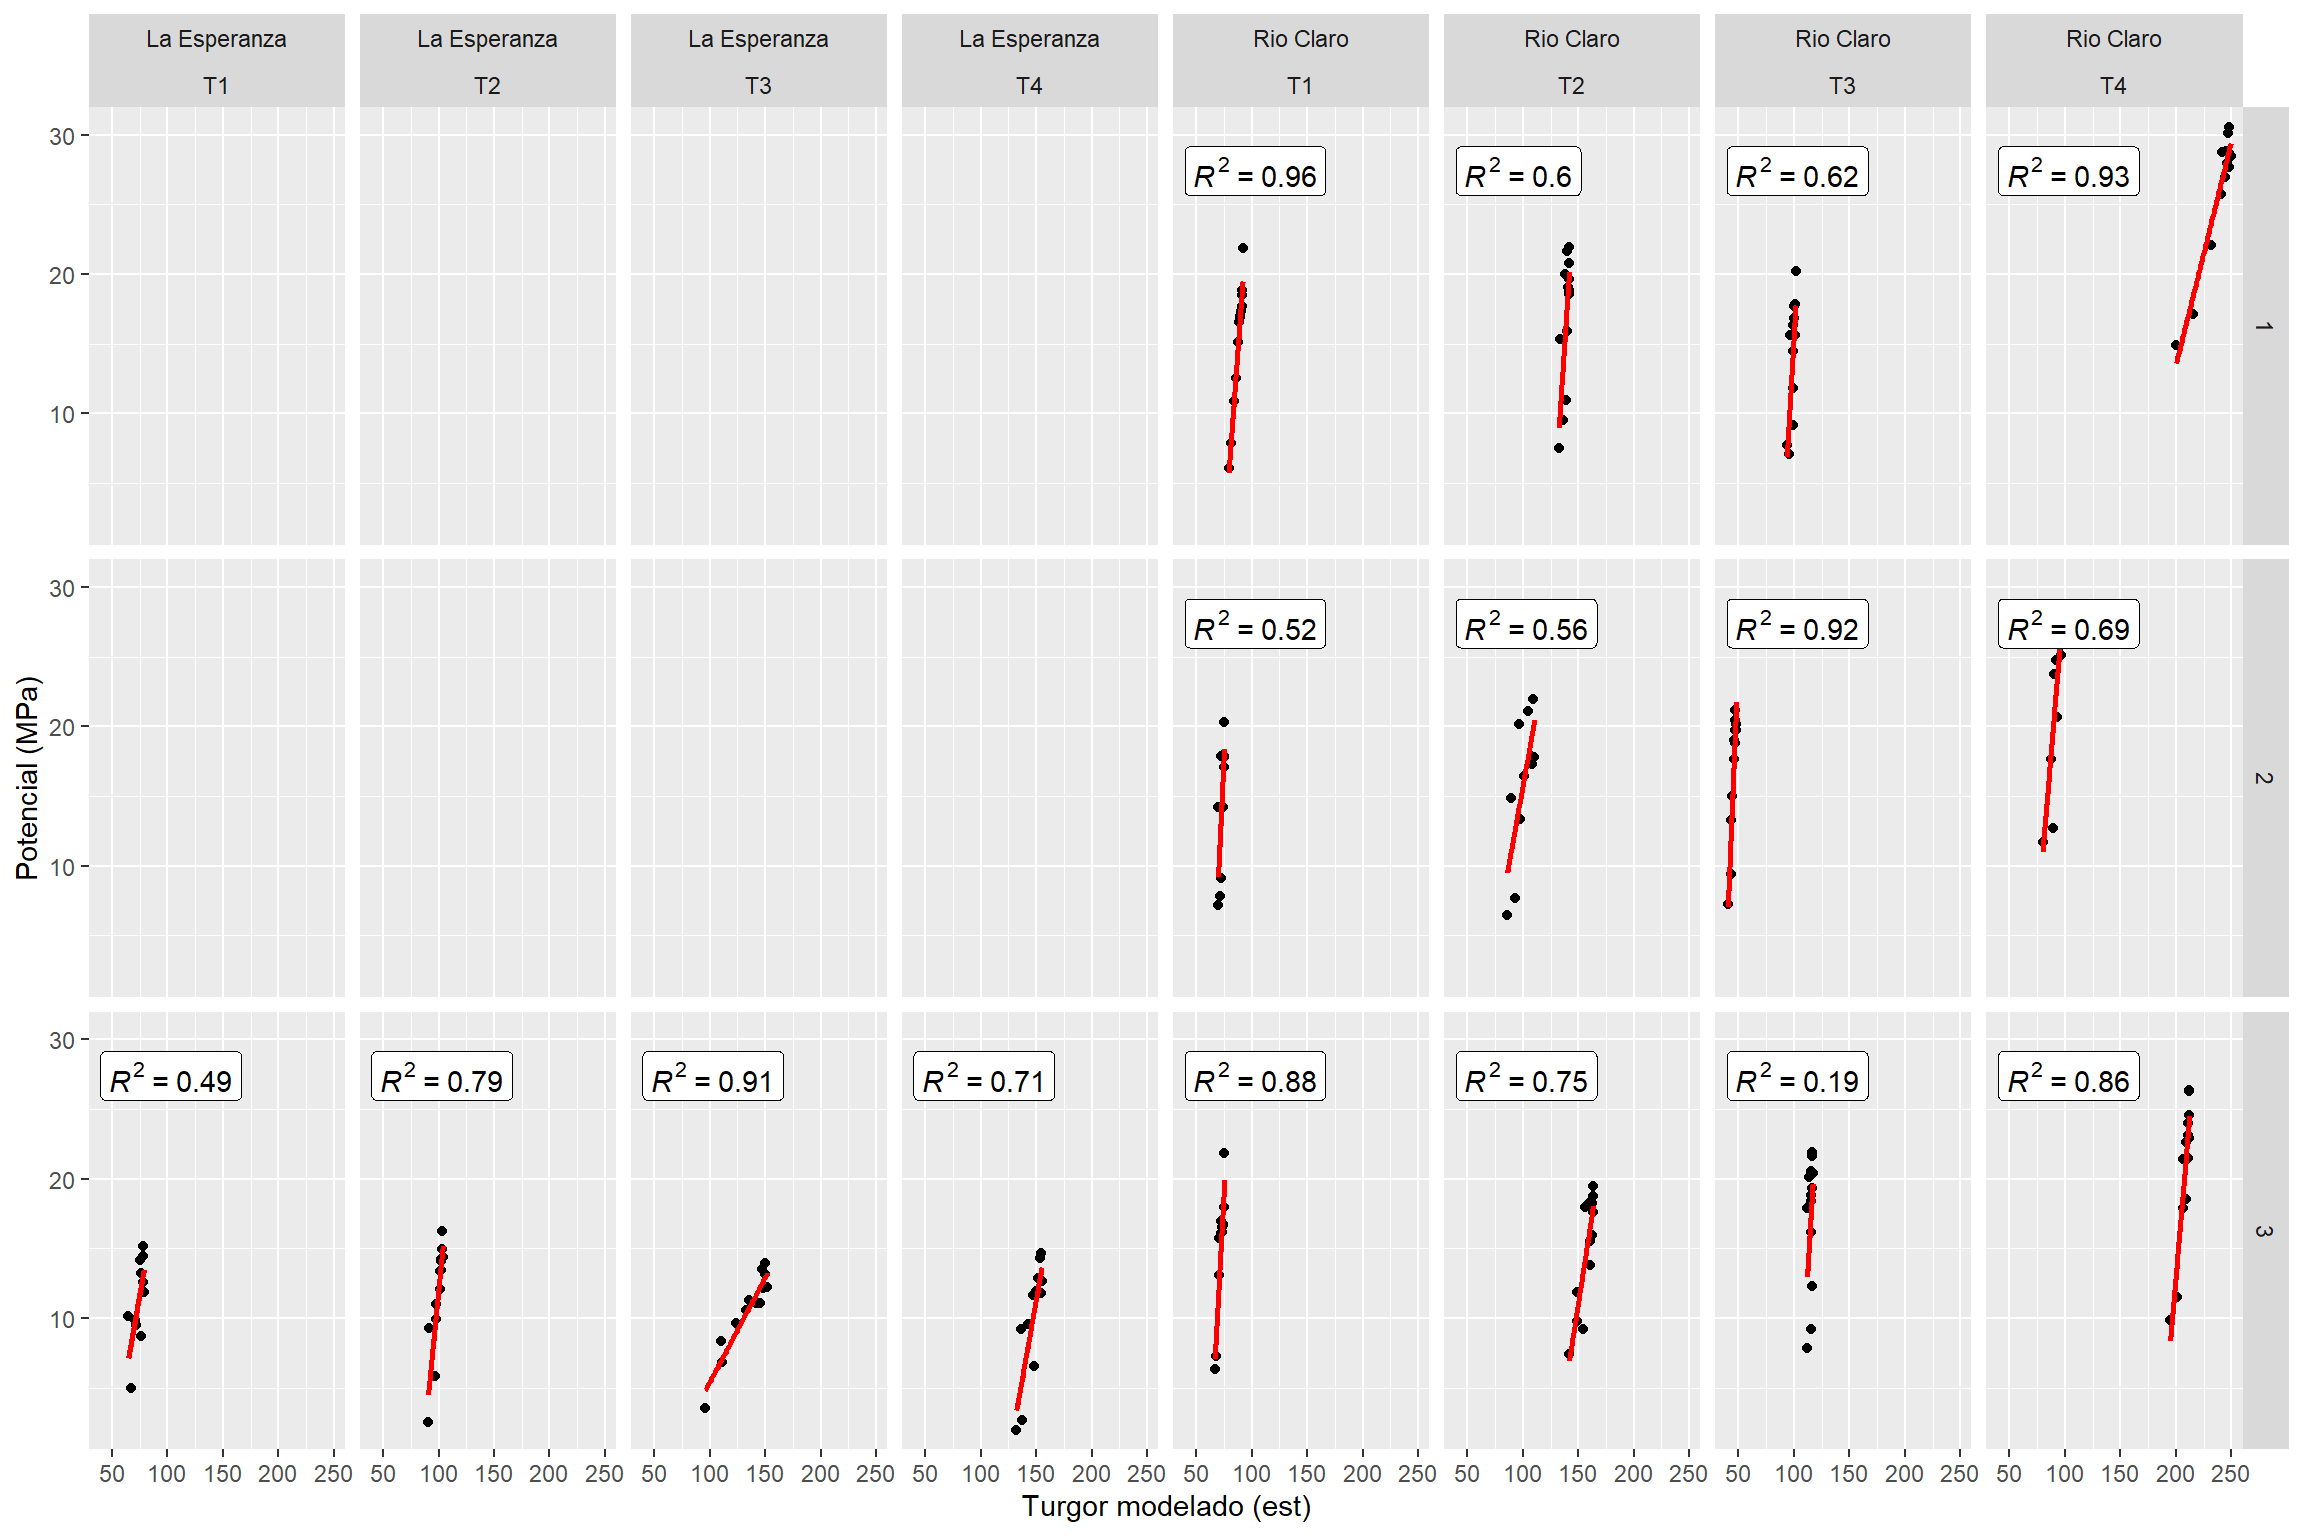 La Esperanza La Esperanza La Esperanza La Esperanza Rio Claro Rio Claro Rio Claro Rio Claro
T1 T2 T3 T4 T1 T2 T3 T4
30
20
10
R² = 0.96 R² = 0.6 R² = 0.62 R² = 0.93
1
30
20
10
R² = 0.52 R² = 0.56 R² = 0.92 R² = 0.69
2
Potencial (MPa)
30
20
10
R² = 0.49 R² = 0.79 R² = 0.91 R² = 0.71 R² = 0.88 R² = 0.75 R² = 0.19 R² = 0.86
3
50 100 150 200 250 50 100 150 200 250 50 100 150 200 250 50 100 150 200 250 50 100 150 200 250 50 100 150 200 250 50 100 150 200 250 50 100 150 200 250
Turgor modelado (est)